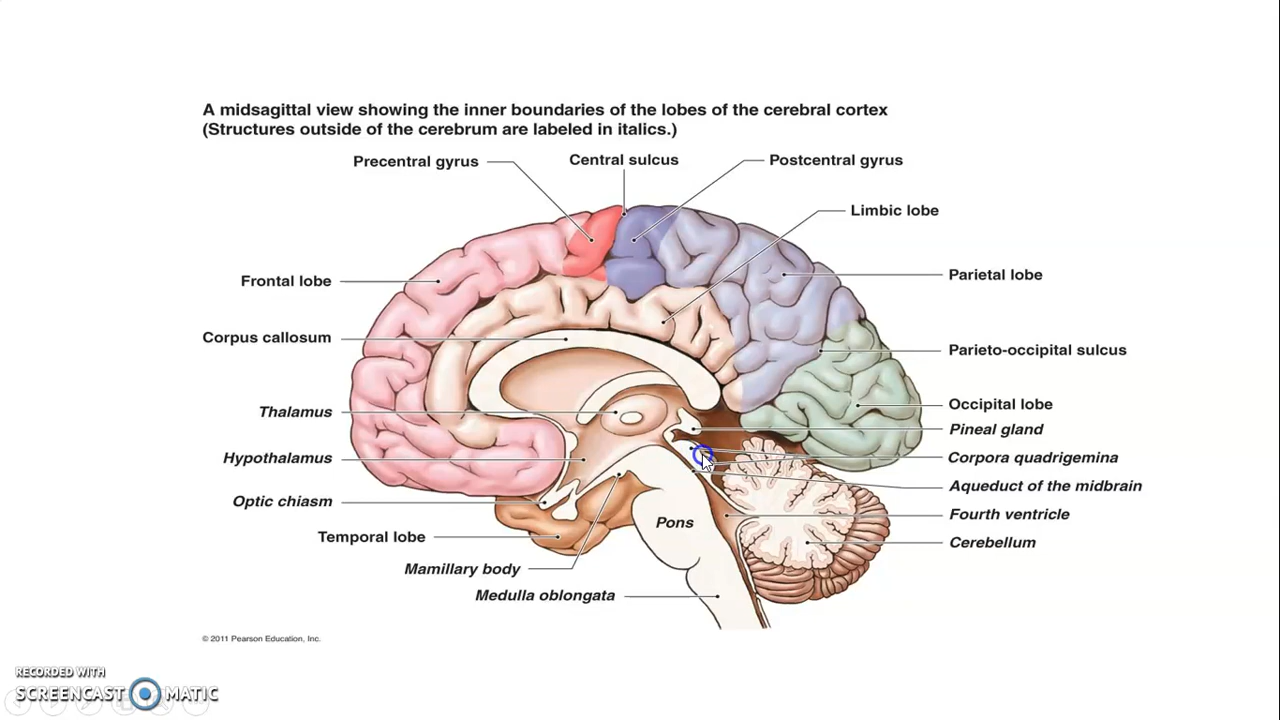 A midsagittal view showing the inner boundaries of the lobes of the cerebral cortex
(Structures outside of the cerebrum are labeled in italics.)
Precentral gyrus
Central sulcus
Postcentral gyrus
Limbic lobe
Frontal lobe
Parietal lobe
Corpus callosum
Parieto-occipital sulcus
Thalamus
Occipital lobe
Pineal gland
Hypothalamus
Corpora quadrigemina
Aqueduct of the midbrain
Optic chiasm
Fourth ventricle
Pons
Temporal lobe
Cerebellum
Mamillary body
Medulla oblongata
© 2011 Pearson Education, Inc.
RECORDED WITH
SCREENCAST MATIC